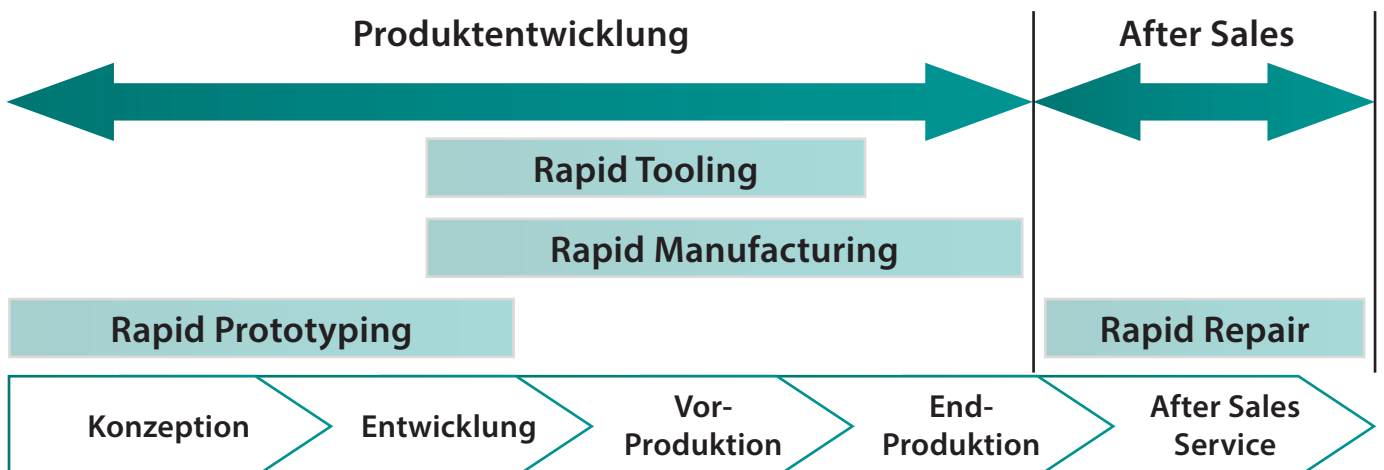 Produktentwicklung
After Sales
Rapid Tooling
Rapid Manufacturing
Rapid Prototyping
Rapid Repair
Konzeption
Entwicklung
Vor-
Produktion
End-
Produktion
After Sales
Service